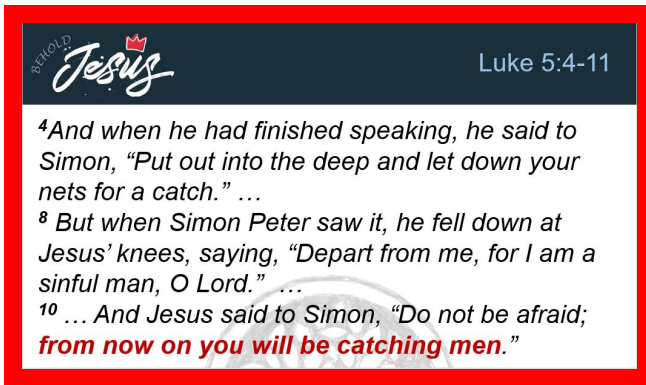 BEHOLD
Jesus
Luke 5:4-11
⁴And when he had finished speaking, he said to
Simon, “Put out into the deep and let down your
nets for a catch.” …
⁸ But when Simon Peter saw it, he fell down at
Jesus’ knees, saying, “Depart from me, for I am a
sinful man, O Lord.” …
¹⁰ … And Jesus said to Simon, “Do not be afraid;
from now on you will be catching men.”